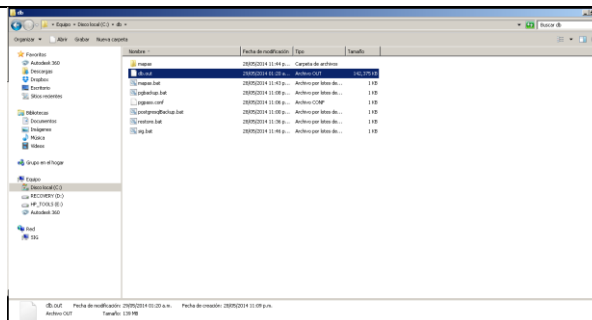 db
Equipo ▸ Disco local (C:) ▸ db
Buscar db
Organizar
Abrir
Grabar
Nueva carpeta
Favoritos
Autodesk 360
Descargas
Dropbox
Escritorio
Sitios recientes
Bibliotecas
Documentos
Imágenes
Música
Vídeos
Grupo en el hogar
Equipo
Disco local (C:)
RECOVERY (D:)
HP_TOOLS (E:)
Autodesk 360
Red
SIG
Nombre Fecha de modificación Tipo Tamaño
mapas 28/05/2014 11:44 p... Carpeta de archivos
db.out 29/05/2014 01:20 a... Archivo OUT 142,375 KB
mapas.bat 28/05/2014 11:43 p... Archivo por lotes de... 1 KB
pgbackup.bat 28/05/2014 11:08 p... Archivo por lotes de... 1 KB
pgpass.conf 28/05/2014 11:06 p... Archivo CONF 1 KB
postgresqlBackup.bat 28/05/2014 11:00 p... Archivo por lotes de... 1 KB
restore.bat 28/05/2014 11:36 p... Archivo por lotes de... 1 KB
sig.bat 28/05/2014 11:46 p... Archivo por lotes de... 1 KB
db.out Fecha de modificación: 29/05/2014 01:20 a.m. Fecha de creación: 28/05/2014 11:09 p.m.
Archivo OUT Tamaño: 139 MB